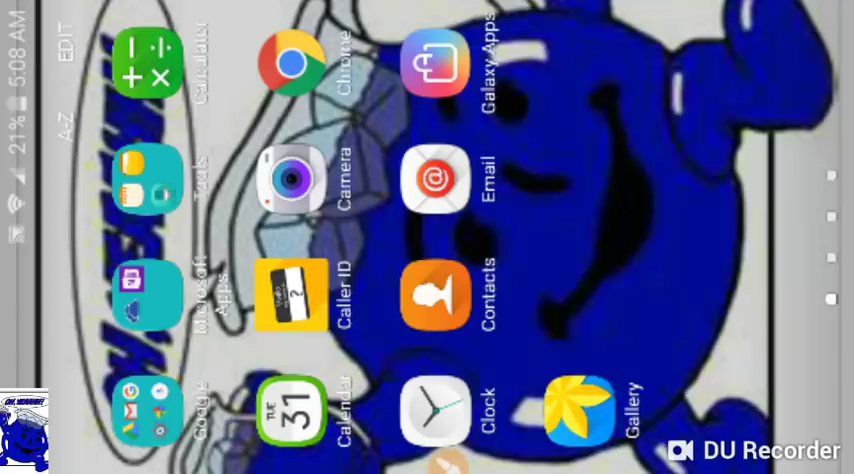 21% 5:08 AM
A-Z EDIT
Google
Microsoft Apps
Tools
Calculator
TUE
31
Calendar
?
Caller ID
Camera
Chrome
Clock
Contacts
@
Email
Galaxy Apps
Gallery
DU Recorder